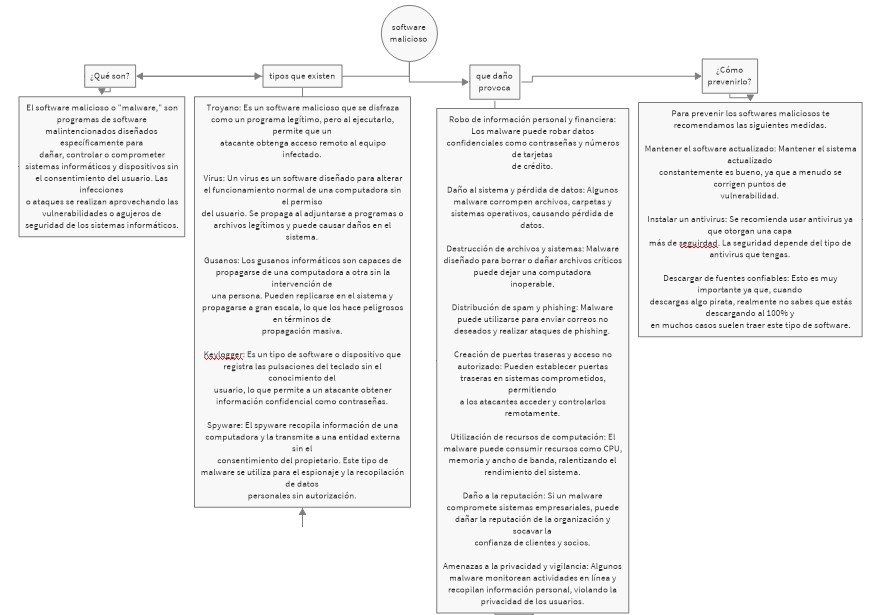 software
malicioso
¿Qué son?
tipos que existen
que daño
provoca
¿Cómo
prevenirlo?
El software malicioso o "malware," son
programas de software
malintencionados diseñados
específicamente para
dañar, controlar o comprometer
sistemas informáticos y dispositivos sin
el consentimiento del usuario. Las
infecciones
o ataques se realizan aprovechando las
vulnerabilidades o agujeros de
seguridad de los sistemas informáticos.
Troyano: Es un software malicioso que se disfraza
como un programa legítimo, pero al ejecutarlo,
permite que un
atacante obtenga acceso remoto al equipo
infectado.
Virus: Un virus es un software diseñado para alterar
el funcionamiento normal de una computadora sin
el permiso
del usuario. Se propaga al adjuntarse a programas o
archivos legítimos y puede causar daños en el
sistema.
Gusanos: Los gusanos informáticos son capaces de
propagarse de una computadora a otra sin la
intervención de
una persona. Pueden replicarse en el sistema y
propagarse a gran escala, lo que los hace peligrosos
en términos de
propagación masiva.
Keylogger: Es un tipo de software o dispositivo que
registra las pulsaciones del teclado sin el
conocimiento del
usuario, lo que permite a un atacante obtener
información confidencial como contraseñas.
Spyware: El spyware recopila información de una
computadora y la transmite a una entidad externa
sin el
consentimiento del propietario. Este tipo de
malware se utiliza para el espionaje y la recopilación
de datos
personales sin autorización.
Robo de información personal y financiera:
Los malware puede robar datos
confidenciales como contraseñas y números
de tarjetas
de crédito.
Daño al sistema y pérdida de datos: Algunos
malware corrompen archivos, carpetas y
sistemas operativos, causando pérdida de
datos.
Destrucción de archivos y sistemas: Malware
diseñado para borrar o dañar archivos críticos
puede dejar una computadora
inoperable.
Distribución de spam y phishing: Malware
puede utilizarse para enviar correos no
deseados y realizar ataques de phishing.
Creación de puertas traseras y acceso no
autorizado: Pueden establecer puertas
traseras en sistemas comprometidos,
permitiendo
a los atacantes acceder y controlarlos
remotamente.
Utilización de recursos de computación: El
malware puede consumir recursos como CPU,
memoria y ancho de banda, ralentizando el
rendimiento del sistema.
Daño a la reputación: Si un malware
compromete sistemas empresariales, puede
dañar la reputación de la organización y
socavar la
confianza de clientes y socios.
Amenazas a la privacidad y vigilancia: Algunos
malware monitorean actividades en línea y
recopilan información personal, violando la
privacidad de los usuarios.
Para prevenir los softwares maliciosos te
recomendamos las siguientes medidas.
Mantener el software actualizado: Mantener el sistema
actualizado
constantemente es bueno, ya que a menudo se
corrigen puntos de
vulnerabilidad.
Instalar un antivirus: Se recomienda usar antivirus ya
que otorgan una capa
más de seguirdad. La seguridad depende del tipo de
antivirus que tengas.
Descargar de fuentes confiables: Esto es muy
importante ya que, cuando
descargas algo pirata, realmente no sabes que estás
descargando al 100% y
en muchos casos suelen traer este tipo de software.